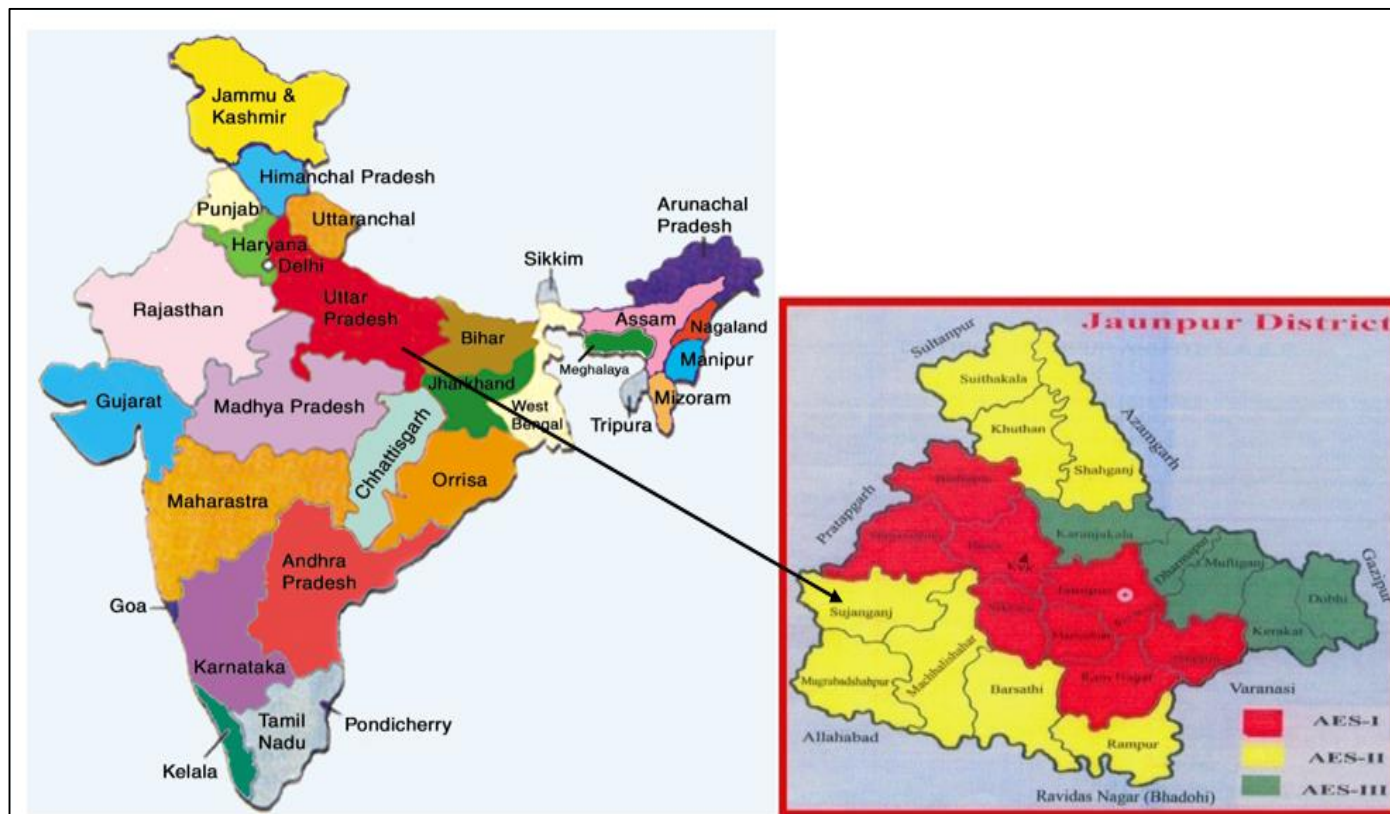 Jammu &
Kashmir
Himanchal Pradesh
Punjab
Uttaranchal
Haryana
Delhi
Rajasthan
Uttar
Pradesh
Bihar
Sikkim
Arunachal
Pradesh
Assam
Nagaland
Meghalaya
Manipur
Tripura
Mizoram
Gujarat
Madhya Pradesh
Jharkhand
West
Bengal
Chhattisgarh
Orrisa
Maharastra
Andhra
Pradesh
Goa
Karnataka
Tamil
Nadu
Pondicherry
Kelala
Jaunpur District
Sultanpur
Suithakala
Khuthan
Shahganj
Azamgarh
Pratapgarh
Karanjakala
Dharmapur
Muftiganj
Dobhi
Gazipur
Kerakat
KVK
Jaunpur
Sujanganj
Machhalishahar
Mugrabadshahpur
Barsathi
Ram Nagar
Rampur
Varanasi
Allahabad
Ravidas Nagar (Bhadohi)
AES-I
AES-II
AES-III